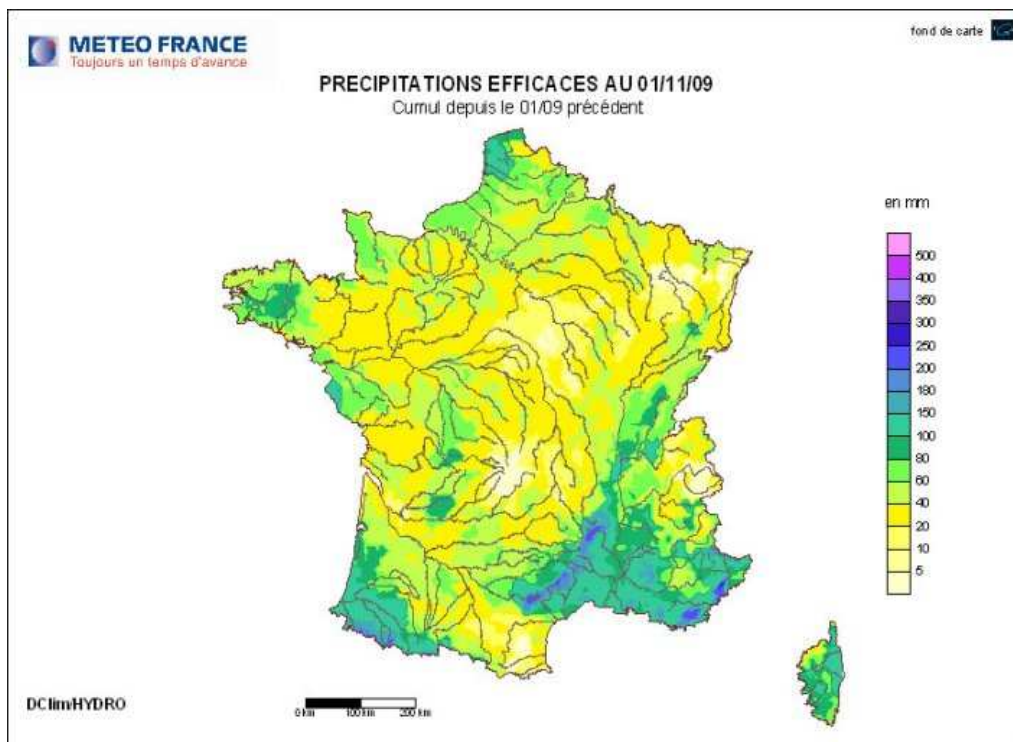 METEO FRANCE
Toujours un temps d'avance
fond de carte
PRECIPITATIONS EFFICACES AU 01/11/09
Cumul depuis le 01/09 précédent
en mm
500
400
350
300
250
200
180
150
100
80
60
40
20
10
5
DClim/HYDRO
0 km 100 km 200 km